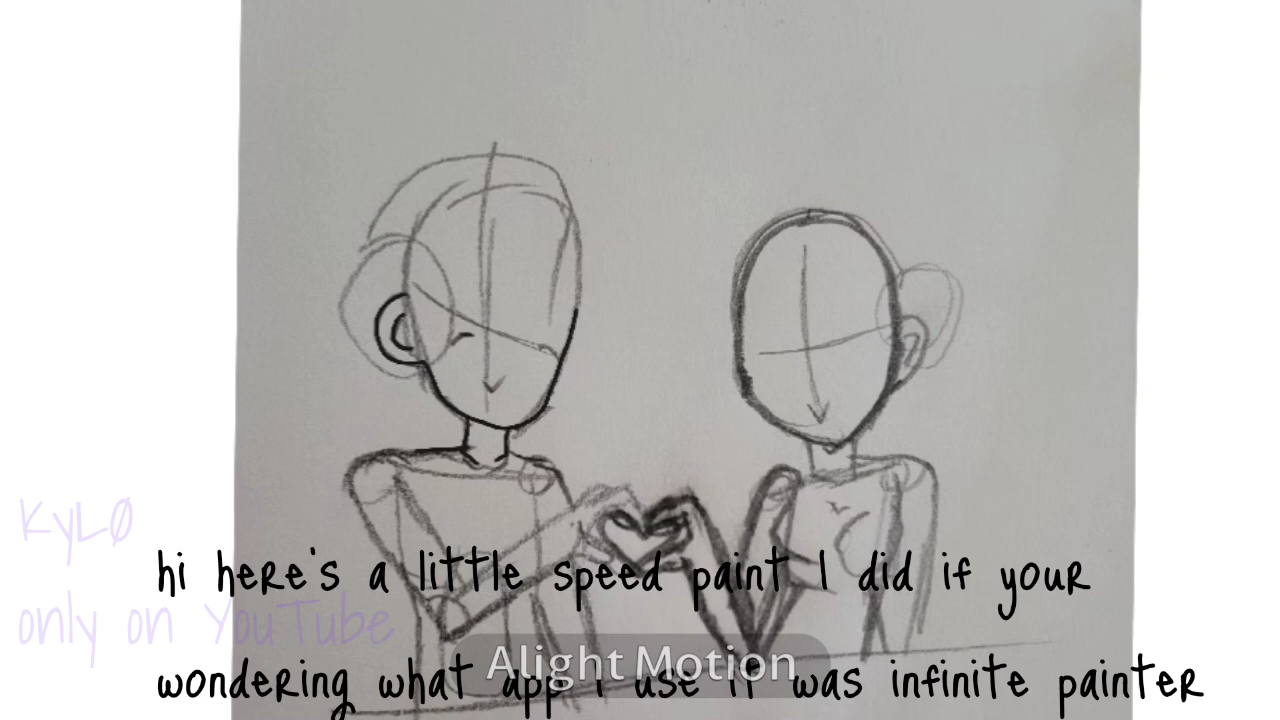 KyLØ
only on YouTube
hi here's a little speed paint I did if your
wondering what app I use it was infinite painter
Alight Motion